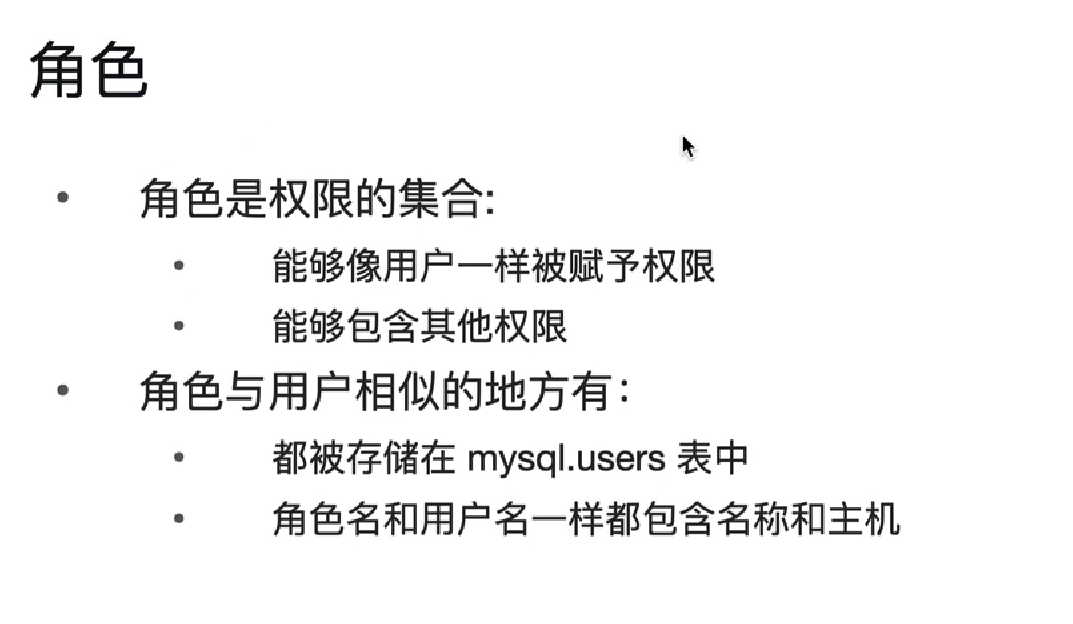 角色
角色是权限的集合:
能够像用户一样被赋予权限
能够包含其他权限
角色与用户相似的地方有：
都被存储在 mysql.users 表中
角色名和用户名一样都包含名称和主机